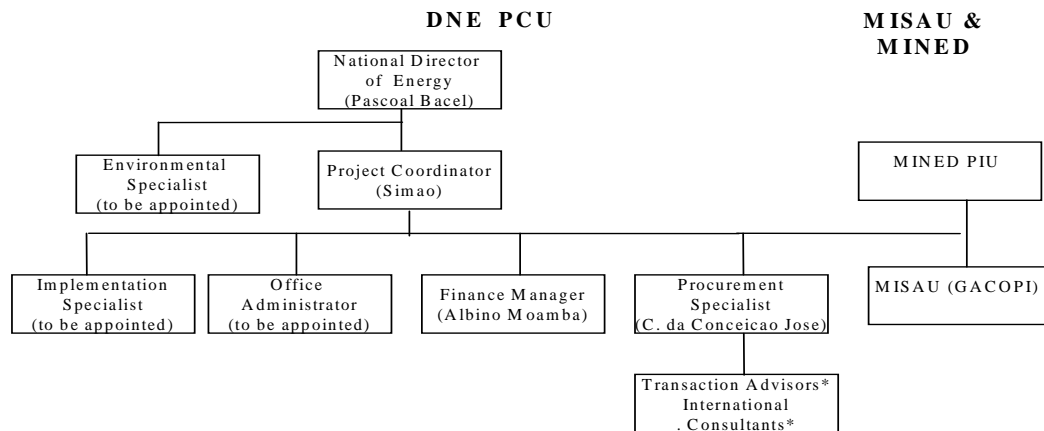 DNE PCU
MISAU &
MINED
National Director
of Energy
(Pascoal Bacel)
Environmental
Specialist
(to be appointed)
Project Coordinator
(Simao)
MINED PIU
Implementation
Specialist
(to be appointed)
Office
Administrator
(to be appointed)
Finance Manager
(Albino Moamba)
Procurement
Specialist
(C. da Conceicao Jose)
MISAU (GACOPI)
Transaction Advisors*
International
. Consultants*